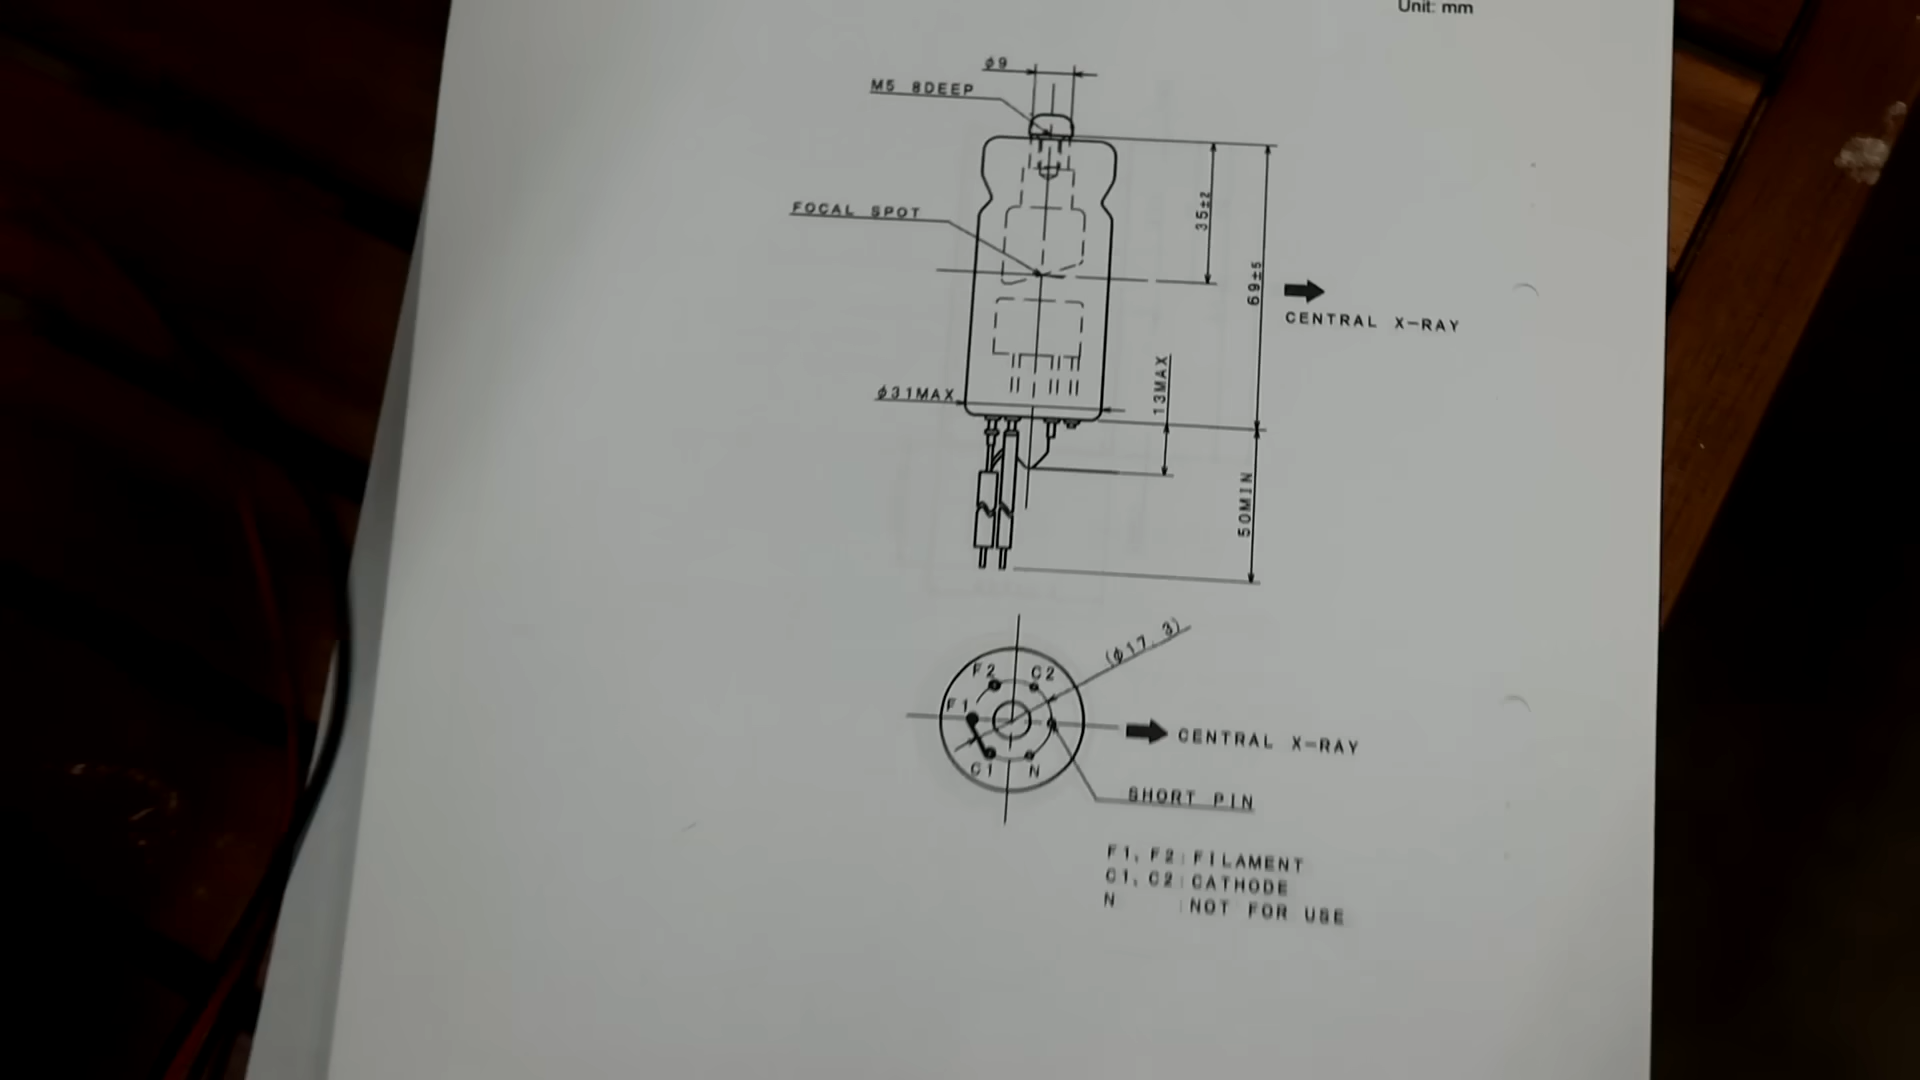 Unit: mm
φ9
M5 8DEEP
35±2
FOCAL SPOT
69±5
CENTRAL X-RAY
13MAX
φ31MAX
50MIN
(φ17.3)
F2 C2
F1
CENTRAL X-RAY
C1 N
SHORT PIN
F1, F2 : FILAMENT
C1, C2 : CATHODE
N : NOT FOR USE